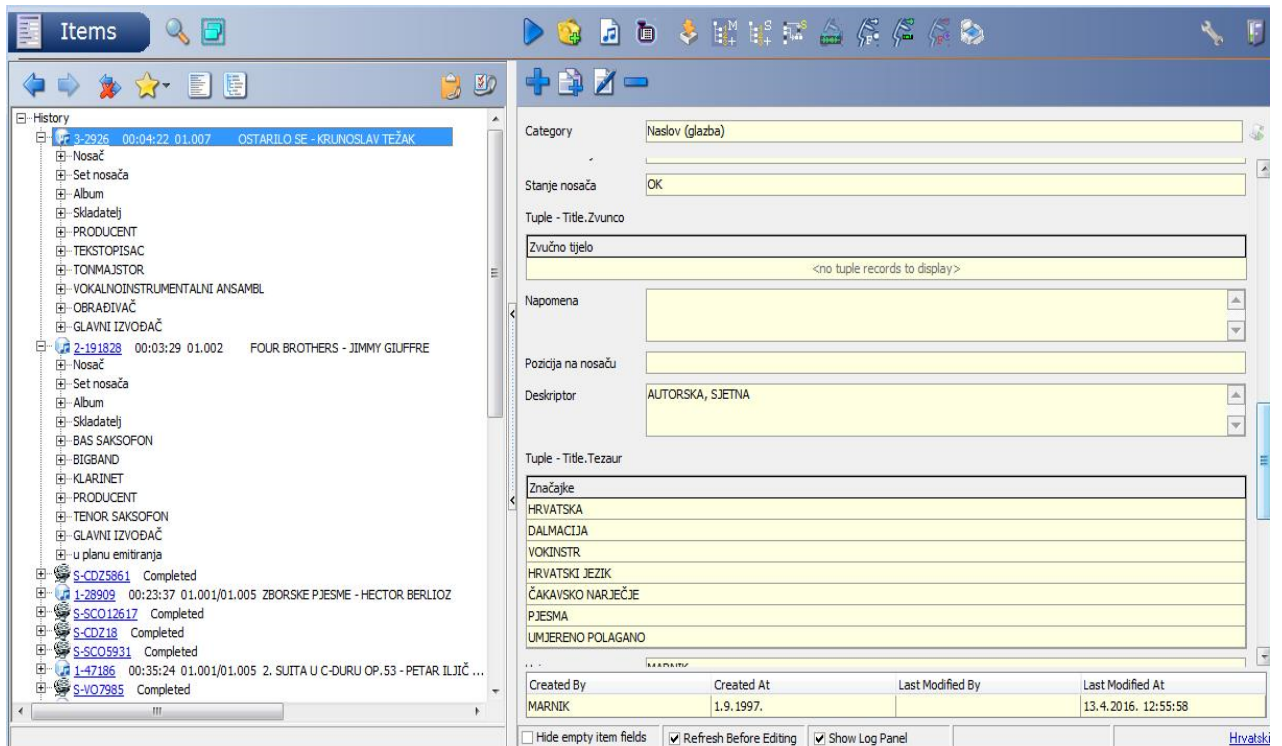 Items
History
3-2926 00:04:22 01.007 OSTARILO SE - KRUNOSLAV TEŽAK
Nosač
Set nosača
Album
Skladatelj
PRODUCENT
TEKSTOPISAC
TONMAJSTOR
VOKALNOINSTRUMENTALNI ANSAMBL
OBRAĐIVAČ
GLAVNI IZVOĐAČ
2-191828 00:03:29 01.002 FOUR BROTHERS - JIMMY GIUFFRE
Nosač
Set nosača
Album
Skladatelj
BAS SAKSOFON
BIGBAND
KLARINET
PRODUCENT
TENOR SAKSOFON
GLAVNI IZVOĐAČ
u planu emitiranja
S-CDZ5861 Completed
1-28909 00:23:37 01.001/01.005 ZBORSKE PJESME - HECTOR BERLIOZ
S-SCO12617 Completed
S-CDZ18 Completed
S-SCO5931 Completed
1-47186 00:35:24 01.001/01.005 2. SUITA U C-DURU OP.53 - PETAR ILJIČ ...
S-VO7985 Completed
Category Naslov (glazba)
Stanje nosača OK
Tuple - Title.Zvunco
Zvučno tijelo
<no tuple records to display>
Napomena
Pozicija na nosaču
Deskriptor AUTORSKA, SJETNA
Tuple - Title.Tezaur
Značajke
HRVATSKA
DALMACIJA
VOKINSTR
HRVATSKI JEZIK
ČAKAVSKO NARJEČJE
PJESMA
UMJERENO POLAGANO
MARNIK
Created By Created At Last Modified By Last Modified At
MARNIK 1.9.1997. 13.4.2016. 12:55:58
Hide empty item fields Refresh Before Editing Show Log Panel Hrvatski